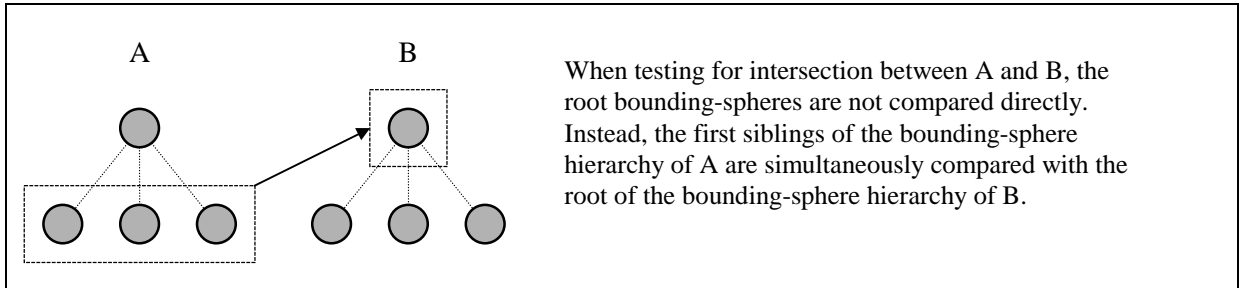 A
B
When testing for intersection between A and B, the
root bounding-spheres are not compared directly.
Instead, the first siblings of the bounding-sphere
hierarchy of A are simultaneously compared with the
root of the bounding-sphere hierarchy of B.